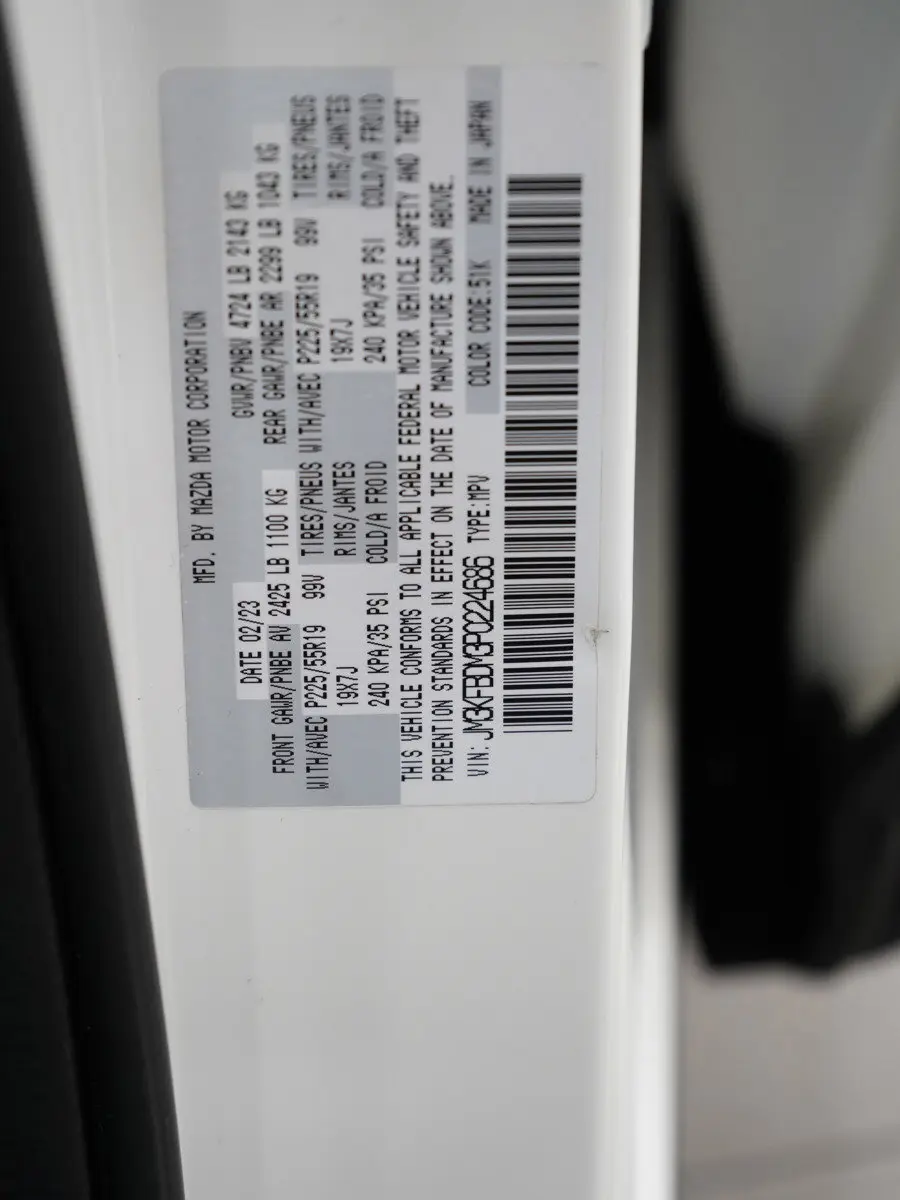 MFD. BY MAZDA MOTOR CORPORATION
DATE 02/23 GVWR/PNBV 4724 LB 2143 KG
FRONT GAWR/PNBE AV 2425 LB 1100 KG REAR GAWR/PNBE AR 2299 LB 1043 KG
WITH/AVEC P225/55R19 99V TIRES/PNEUS WITH/AVEC P225/55R19 99V TIRES/PNEUS
19X7J RIMS/JANTES 19X7J RIMS/JANTES
240 KPA/35 PSI COLD/A FROID 240 KPA/35 PSI COLD/A FROID
THIS VEHICLE CONFORMS TO ALL APPLICABLE FEDERAL MOTOR VEHICLE SAFETY AND THEFT
PREVENTION STANDARDS IN EFFECT ON THE DATE OF MANUFACTURE SHOWN ABOVE.
VIN: JM3KFBDM3P0224686 TYPE:MPV COLOR CODE:51K MADE IN JAPAN